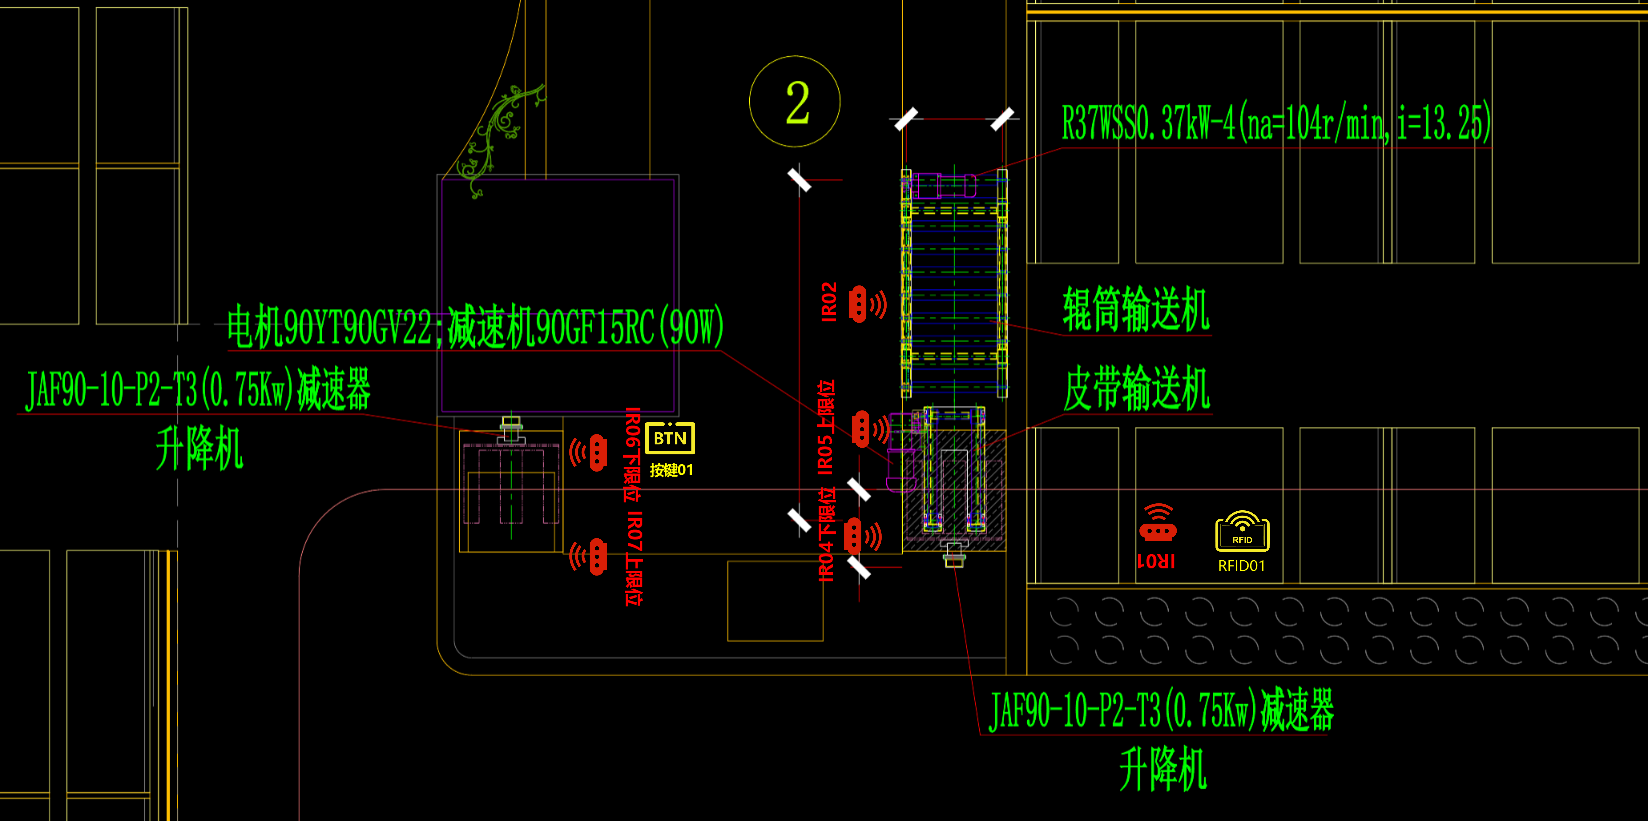 2
R37WSS0.37kW-4(na=104r/min,i=13.25)
IR02
辊筒输送机
电机90YT90GV22;减速机90GF15RC(90W)
JAF90-10-P2-T3(0.75Kw)减速器
升降机
皮带输送机
IR05上限位
IR06下限位
BTN
按键01
IR04下限位
IR07上限位
IR01
RFID
RFID01
JAF90-10-P2-T3(0.75Kw)减速器
升降机